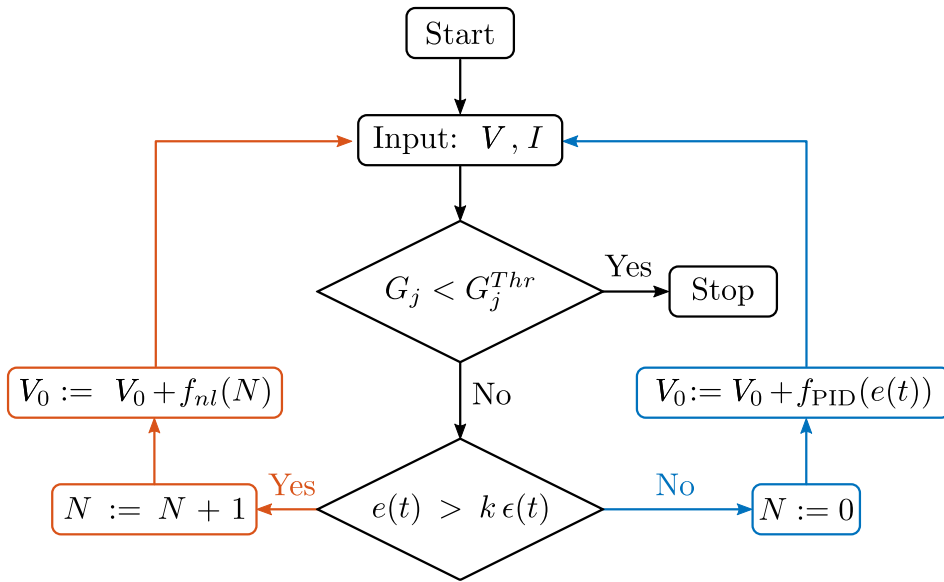 Start
Input: V , I
G_j < G_j^{Thr}
Yes
Stop
No
V_0 := V_0 + f_{nl}(N)
V_0 := V_0 + f_{PID}(e(t))
N := N + 1
Yes
e(t) > k ϵ(t)
No
N := 0